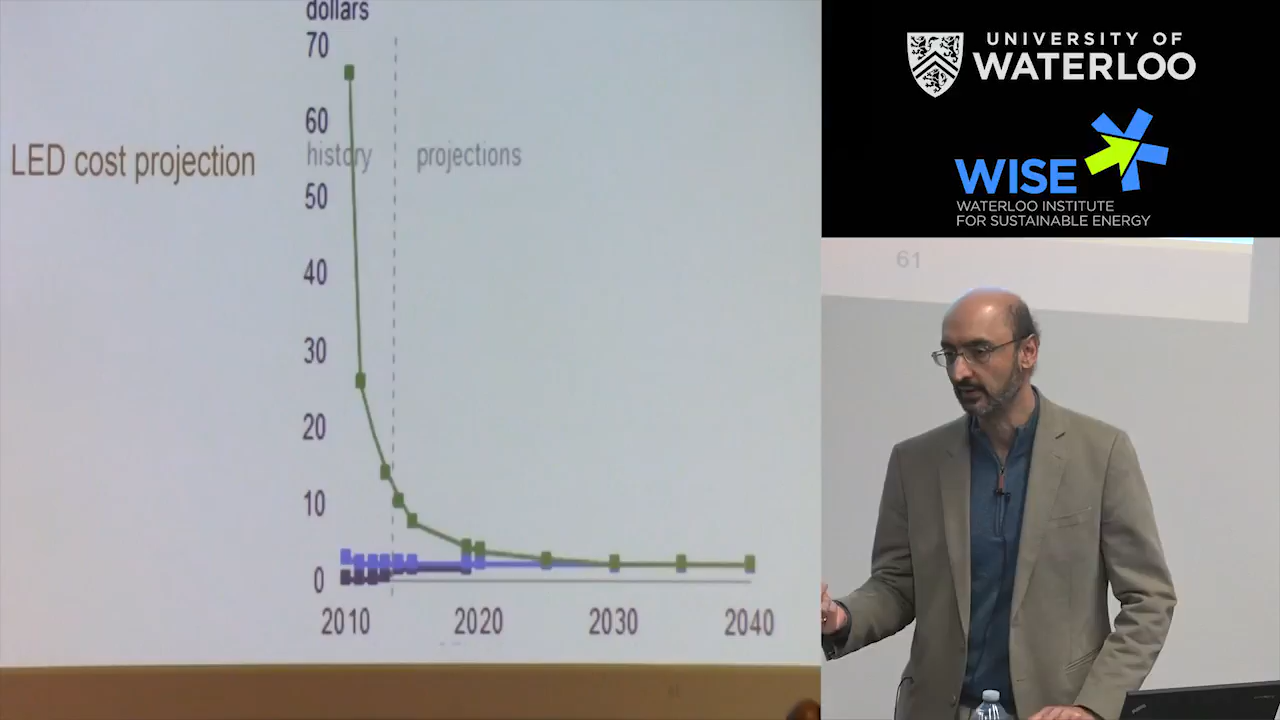 dollars
70
60
history projections
LED cost projection
50
40
30
20
10
0
2010 2020 2030 2040
UNIVERSITY OF
WATERLOO
WISE
WATERLOO INSTITUTE
FOR SUSTAINABLE ENERGY
61